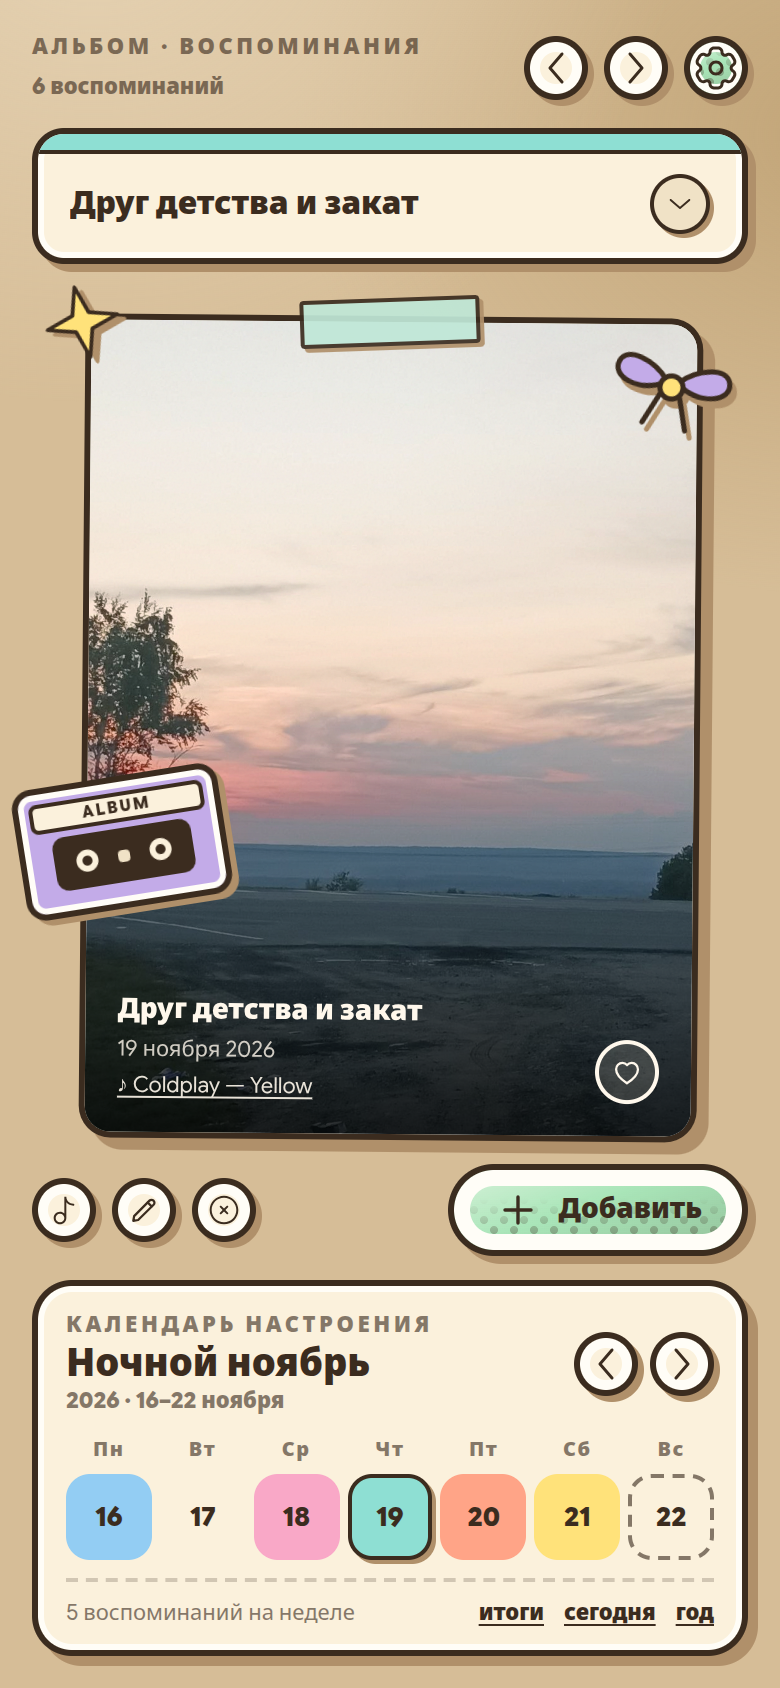 АЛЬБОМ · ВОСПОМИНАНИЯ
6 воспоминаний
Друг детства и закат
ALBUM
Друг детства и закат
19 ноября 2026
♪ Coldplay — Yellow
Добавить
КАЛЕНДАРЬ НАСТРОЕНИЯ
Ночной ноябрь
2026 · 16–22 ноября
Пн Вт Ср Чт Пт Сб Вс
16 17 18 19 20 21 22
5 воспоминаний на неделе итоги сегодня год